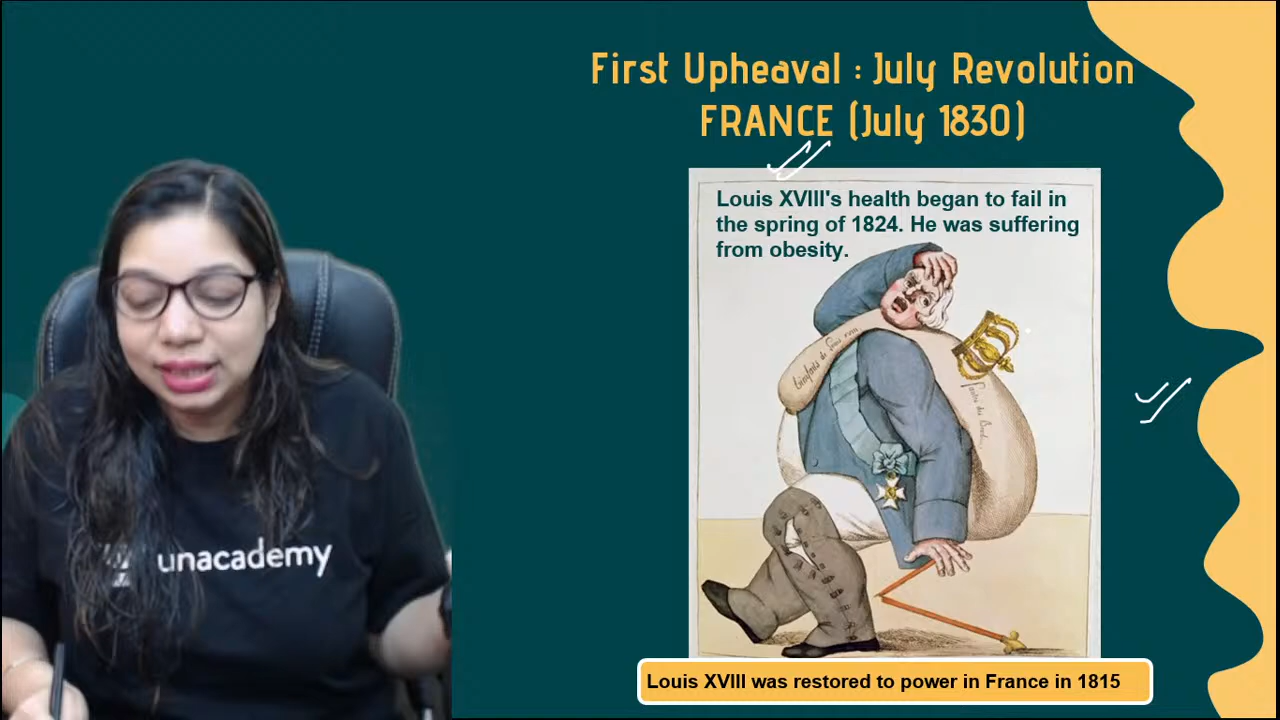 First Upheaval : July Revolution
FRANCE (July 1830)
Louis XVIII's health began to fail in
the spring of 1824. He was suffering
from obesity.
unacademy
Louis XVIII was restored to power in France in 1815